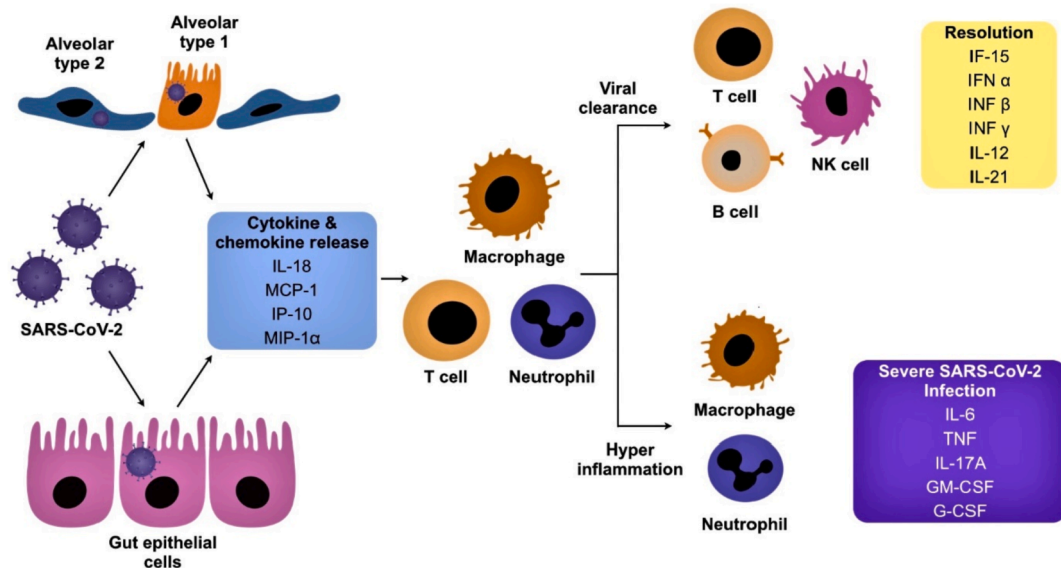 Alveolar
type 2
Alveolar
type 1
SARS-CoV-2
Gut epithelial
cells
Cytokine &
chemokine release
IL-18
MCP-1
IP-10
MIP-1α
Macrophage
T cell
Neutrophil
Viral
clearance
T cell
B cell
NK cell
Resolution
IF-15
IFN α
INF β
INF γ
IL-12
IL-21
Hyper
inflammation
Macrophage
Neutrophil
Severe SARS-CoV-2
Infection
IL-6
TNF
IL-17A
GM-CSF
G-CSF